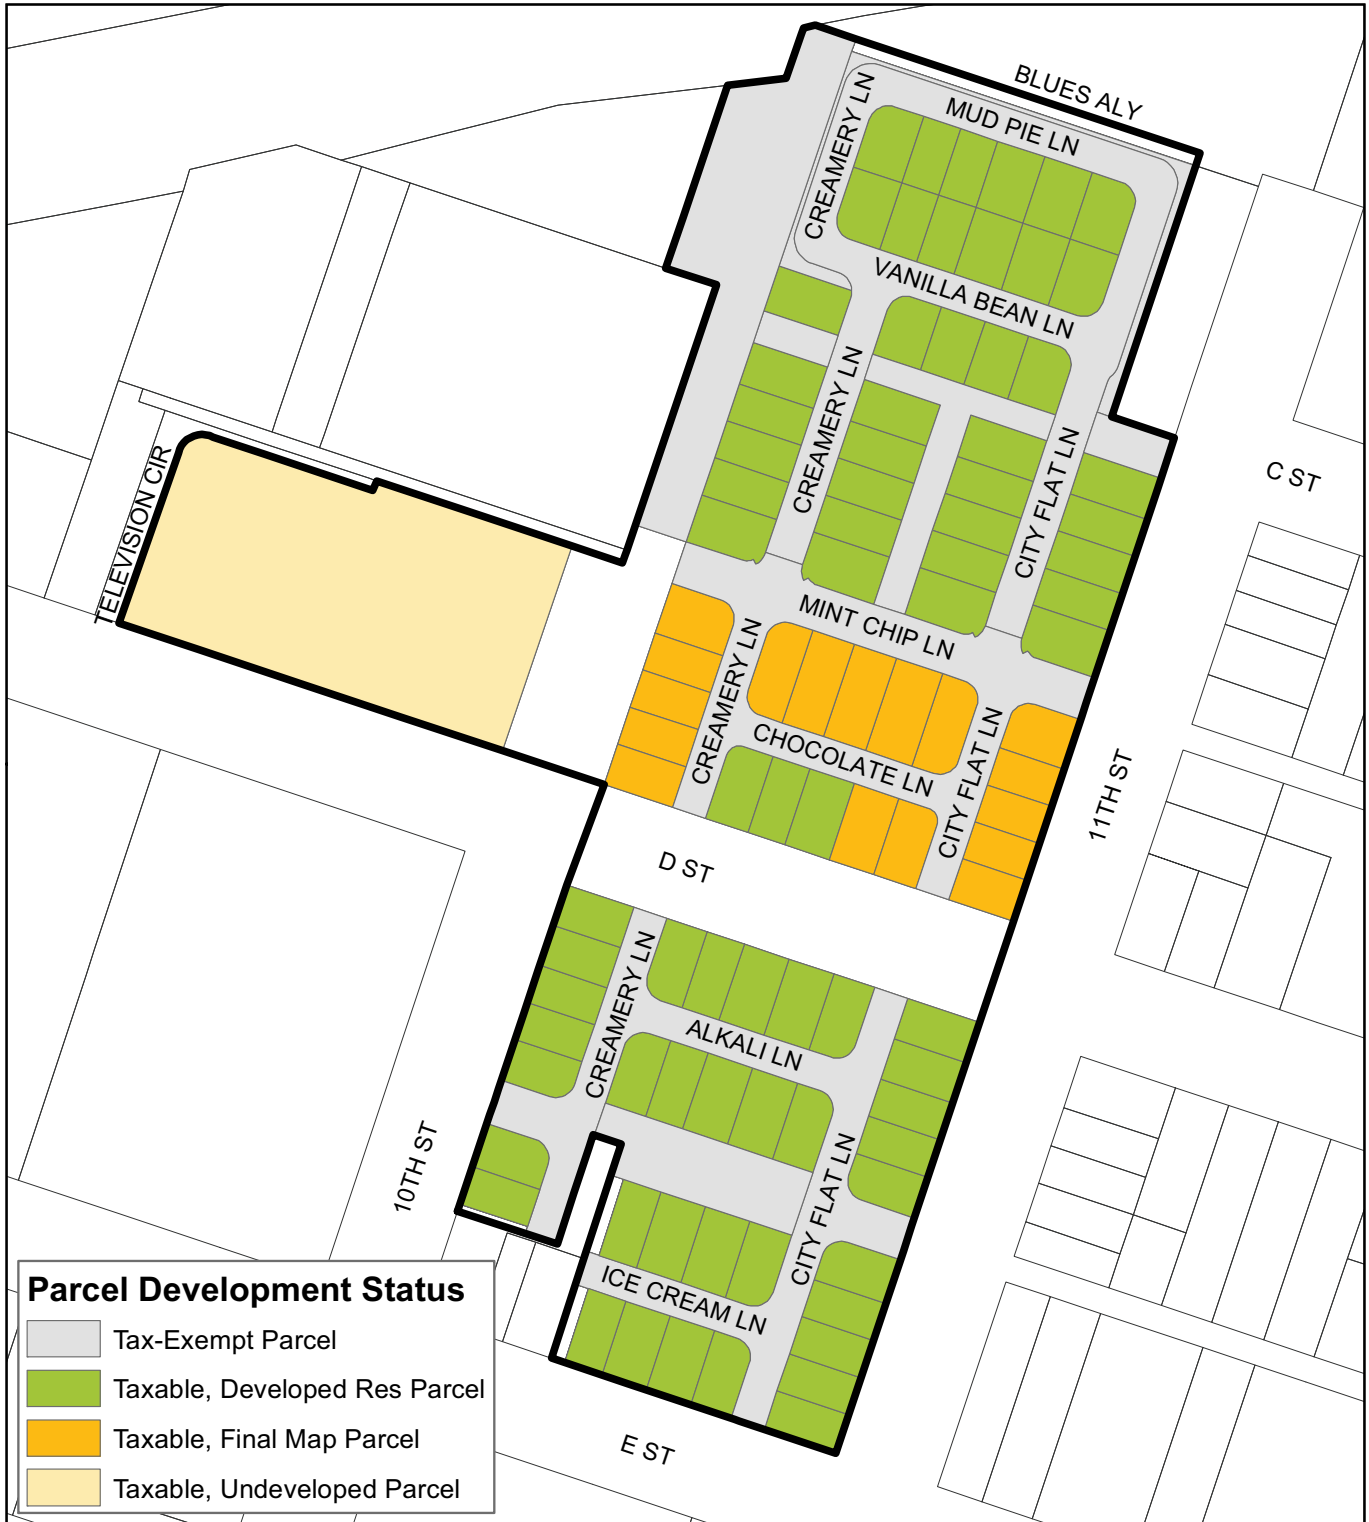 BLUES ALY
MUD PIE LN
CREAMERY LN
VANILLA BEAN LN
CREAMERY LN
CITY FLAT LN
C ST
TELEVISION CIR
MINT CHIP LN
CREAMERY LN
CHOCOLATE LN
CITY FLAT LN
11TH ST
D ST
CREAMERY LN
ALKALI LN
10TH ST
CITY FLAT LN
ICE CREAM LN
E ST
Parcel Development Status
Tax-Exempt Parcel
Taxable, Developed Res Parcel
Taxable, Final Map Parcel
Taxable, Undeveloped Parcel